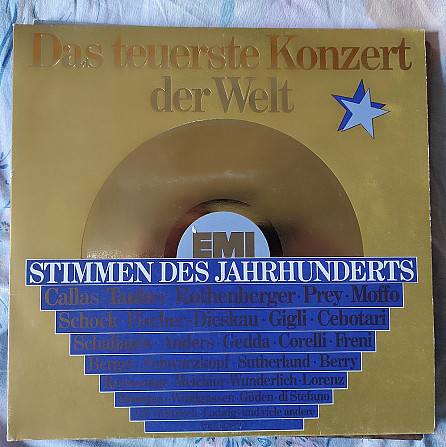 Das teuerste Konzert
der Welt
EMI
STIMMEN DES JAHRHUNDERTS
Callas · Tauber · Rothenberger · Prey · Moffo
Schock · Fischer-Dieskau · Gigli · Cebotari
Schaljapin · Anders · Gedda · Corelli · Freni
Berger · Schwarzkopf · Sutherland · Berry
Melchior · Wunderlich · Lorenz
Windgassen · Güden · di Stefano
Ludwig und viele andere